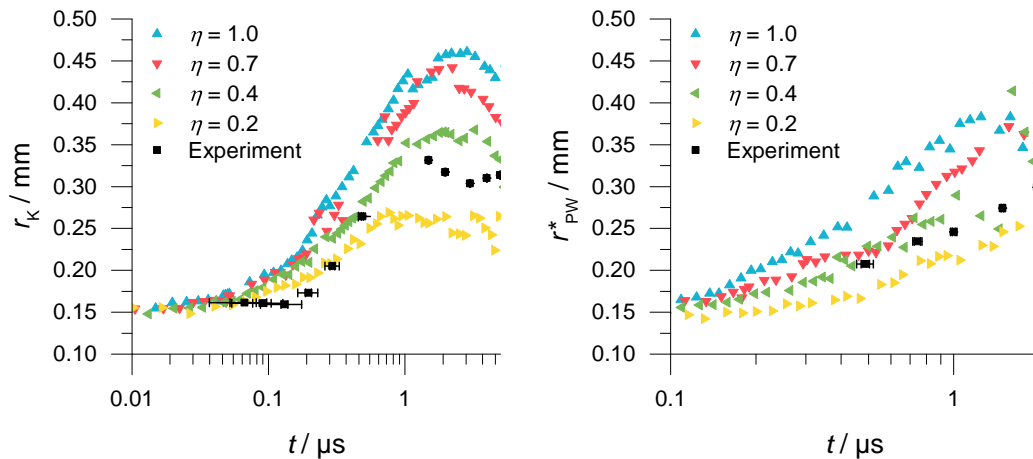 0.50
0.45
0.40
0.35
0.30
0.25
0.20
0.15
0.10
r_K / mm
η = 1.0
η = 0.7
η = 0.4
η = 0.2
Experiment
0.01 0.1 1
t / µs
0.50
0.45
0.40
0.35
0.30
0.25
0.20
0.15
0.10
r*_PW / mm
η = 1.0
η = 0.7
η = 0.4
η = 0.2
Experiment
0.1 1
t / µs